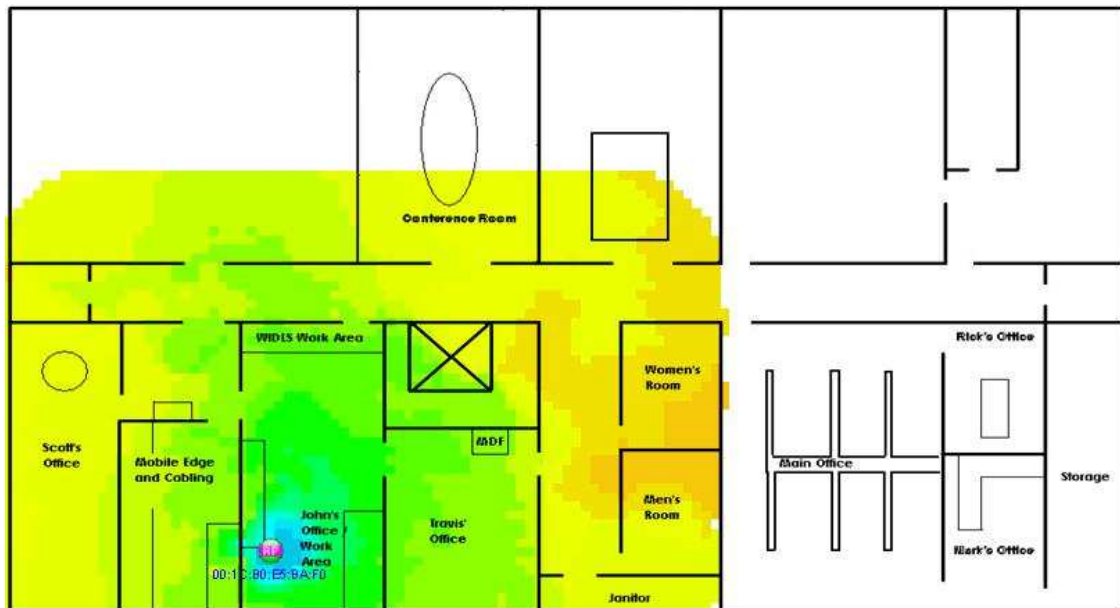 Conference Room
WIDLS Work Area
Rick's Office
Women's
Room
MDF
Scott's
Office
Mobile Edge
and Cabling
Main Office
Storage
Men's
Room
John's
Office /
Work
Area
Travis'
Office
Mark's Office
00:1C:B0:E5:BA:F0
Janitor